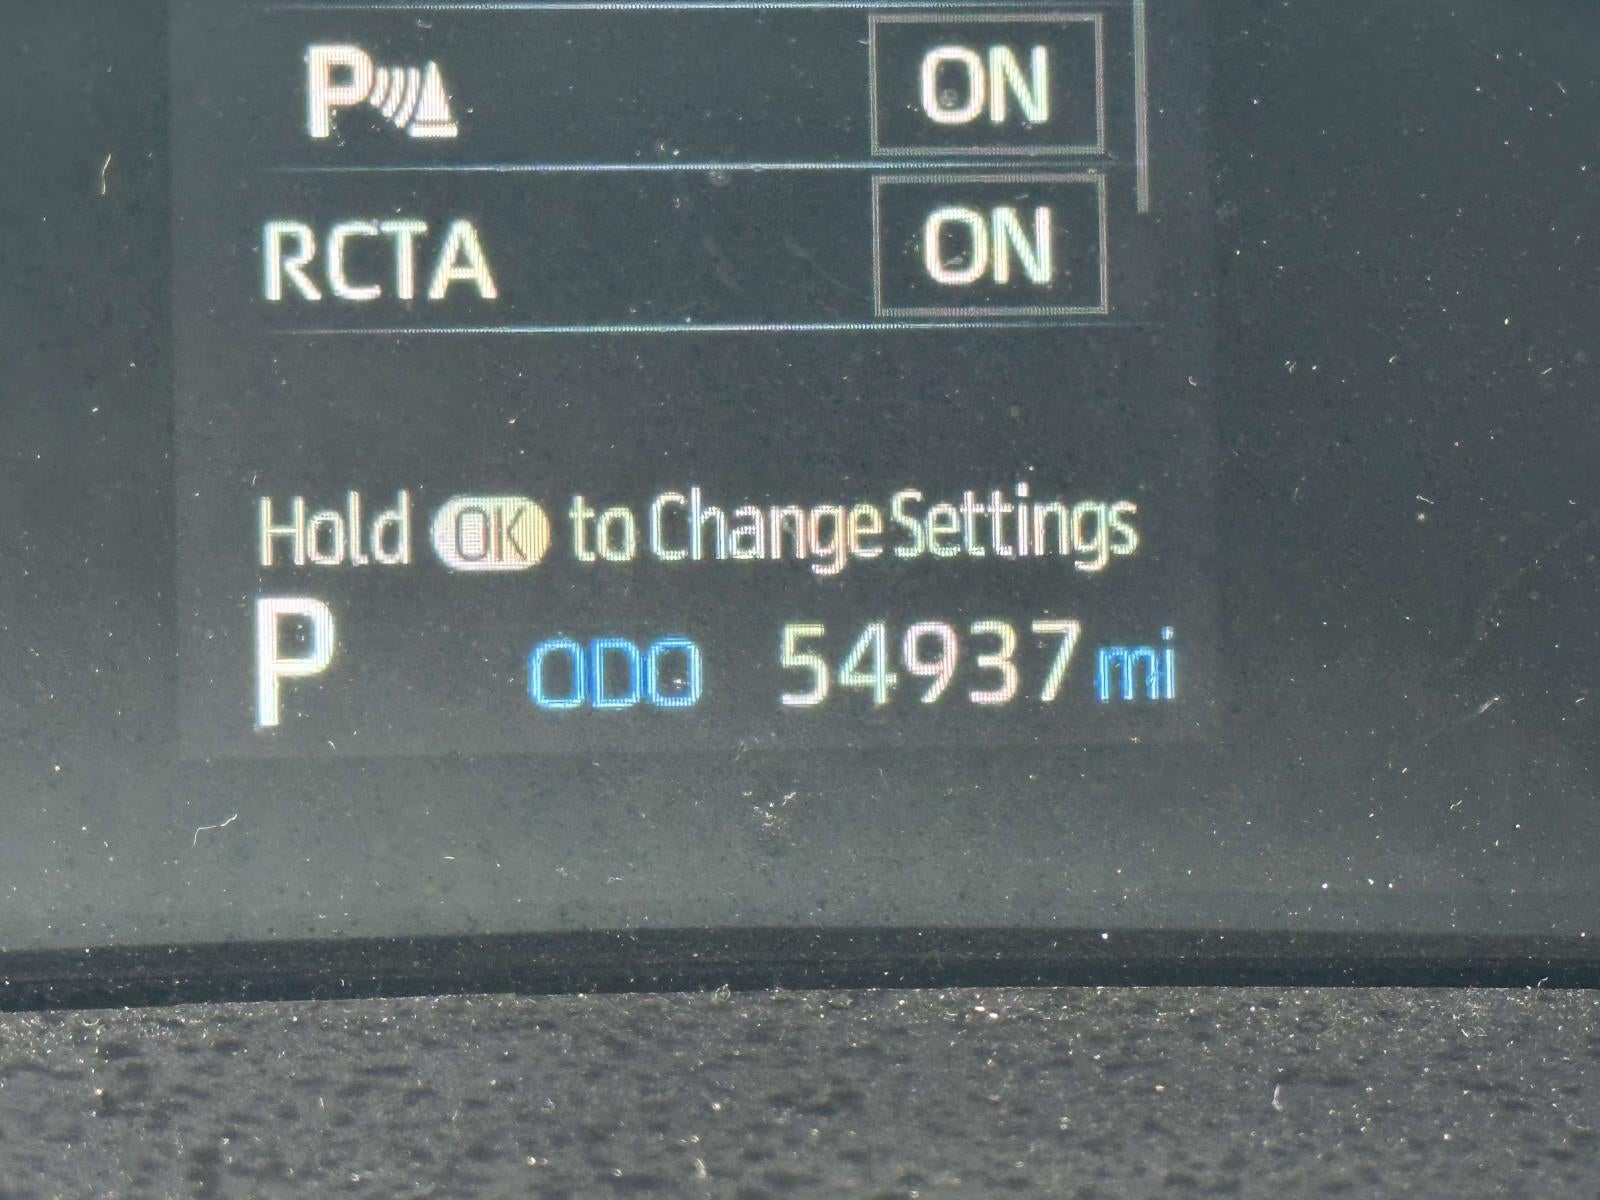 P ON
RCTA ON
Hold OK to Change Settings
P ODO 54937 mi